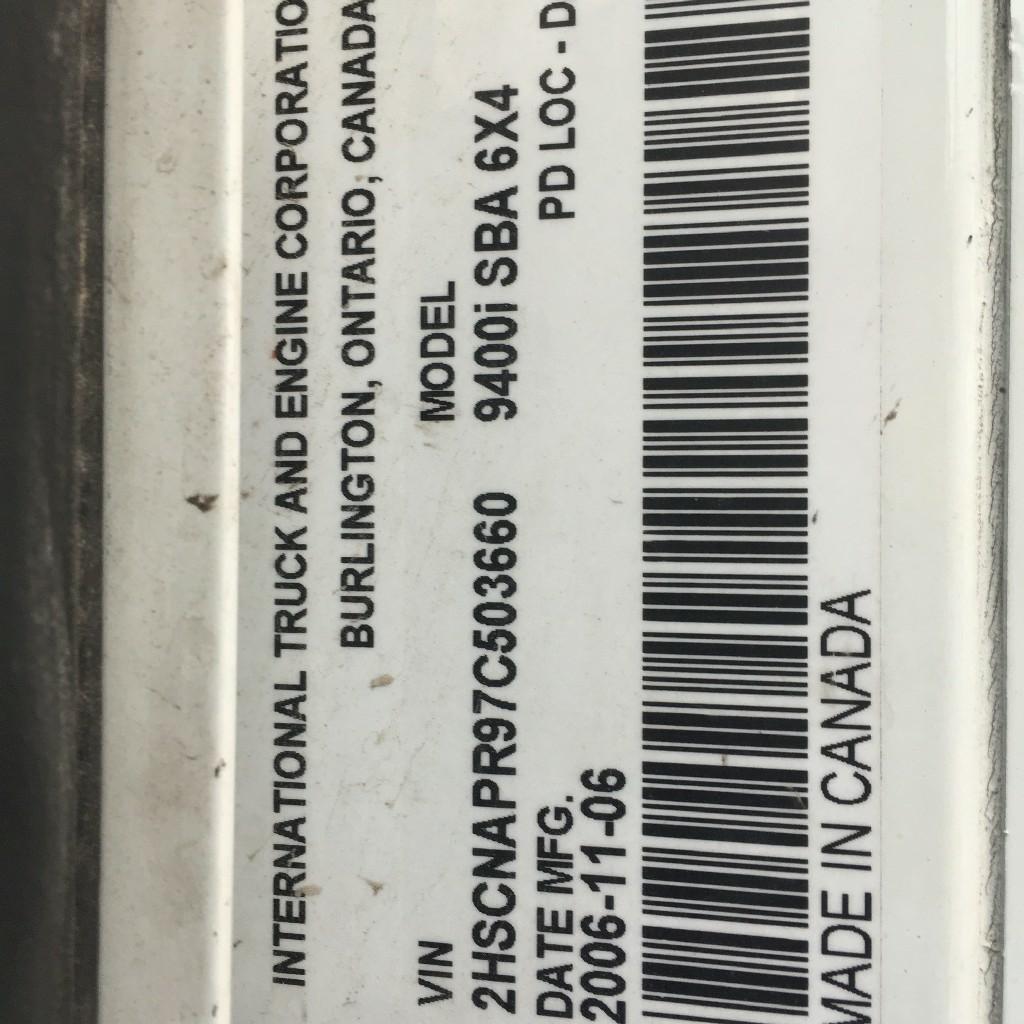 INTERNATIONAL TRUCK AND ENGINE CORPORATIO
BURLINGTON, ONTARIO, CANADA
VIN MODEL
2HSCNAPR97C503660 9400i SBA 6X4
DATE MFG. PD LOC - D
2006-11-06
MADE IN CANADA